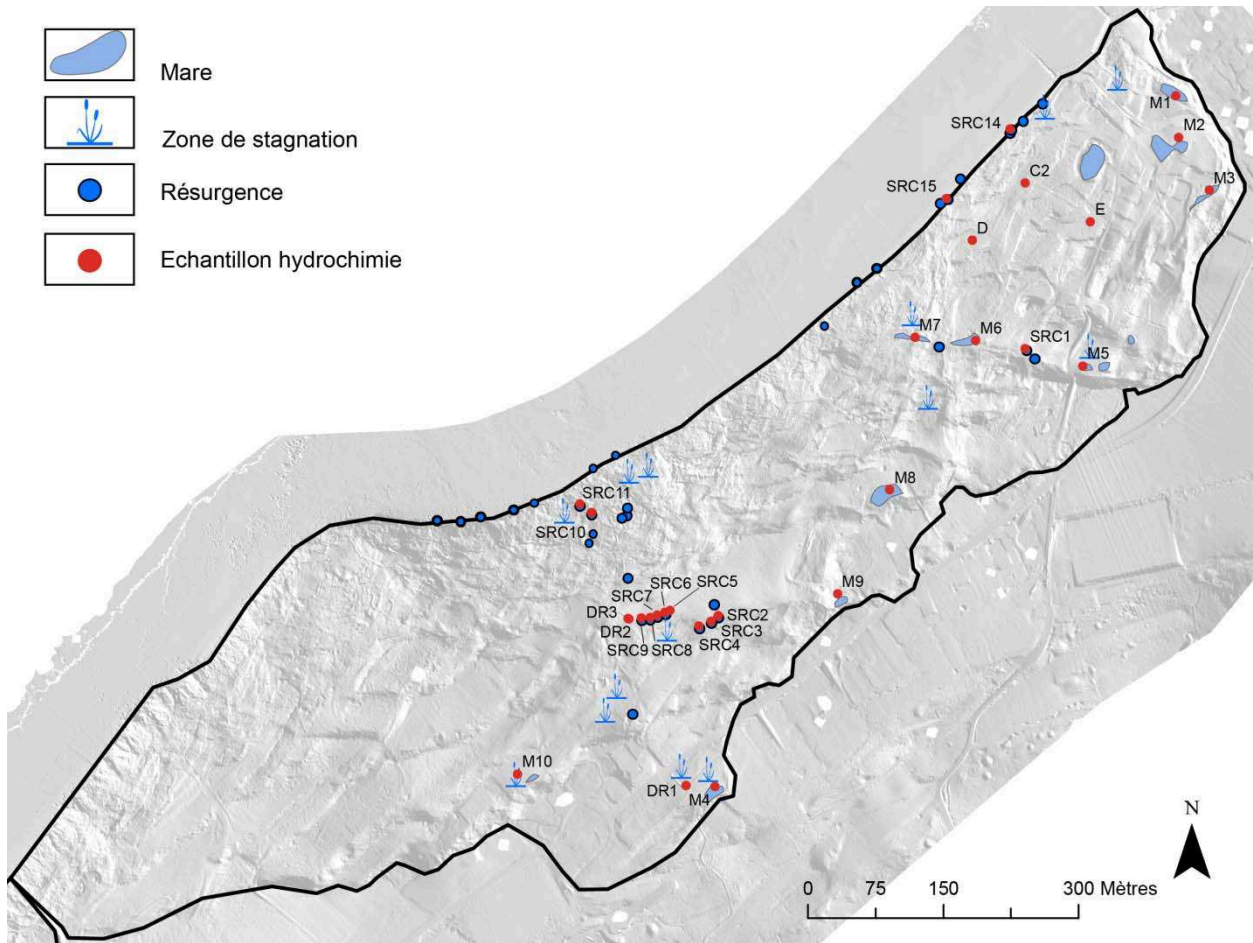 Mare
Zone de stagnation
Résurgence
Echantillon hydrochimie
M1
SRC14
M2
C2
M3
SRC15
E
D
M7
M6
SRC1
M5
M8
SRC11
SRC10
M9
SRC6
SRC5
SRC7
DR3
SRC2
DR2
SRC3
SRC9
SRC8
SRC4
M10
DR1
M4
N
0 75 150 300 Mètres